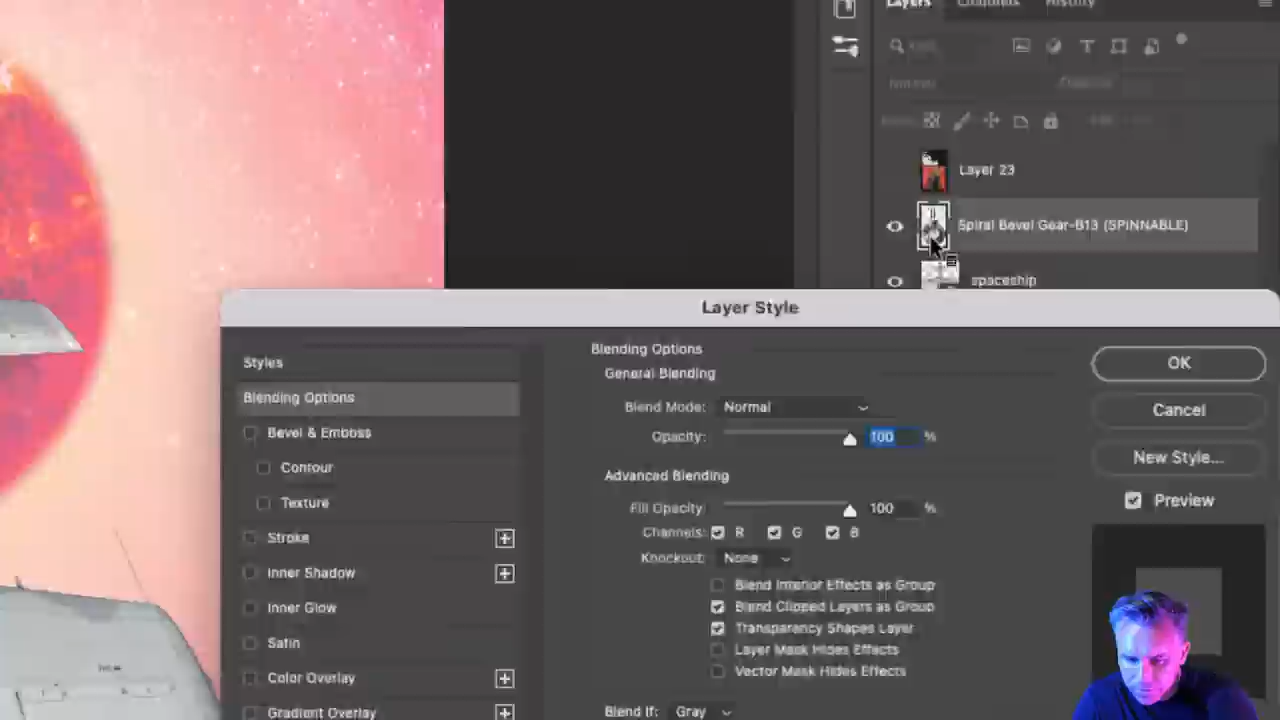 Layers Channels History
Layer 23
Spiral Bevel Gear-B13 (SPINNABLE)
spaceship
Layer Style
Styles
Blending Options
Bevel & Emboss
Contour
Texture
Stroke
Inner Shadow
Inner Glow
Satin
Color Overlay
Gradient Overlay
Blending Options
General Blending
Blend Mode: Normal
Opacity: 100 %
Advanced Blending
Fill Opacity: 100 %
Channels: R G B
Knockout: None
Blend Interior Effects as Group
Blend Clipped Layers as Group
Transparency Shapes Layer
Layer Mask Hides Effects
Vector Mask Hides Effects
Blend If: Gray
OK
Cancel
New Style...
Preview